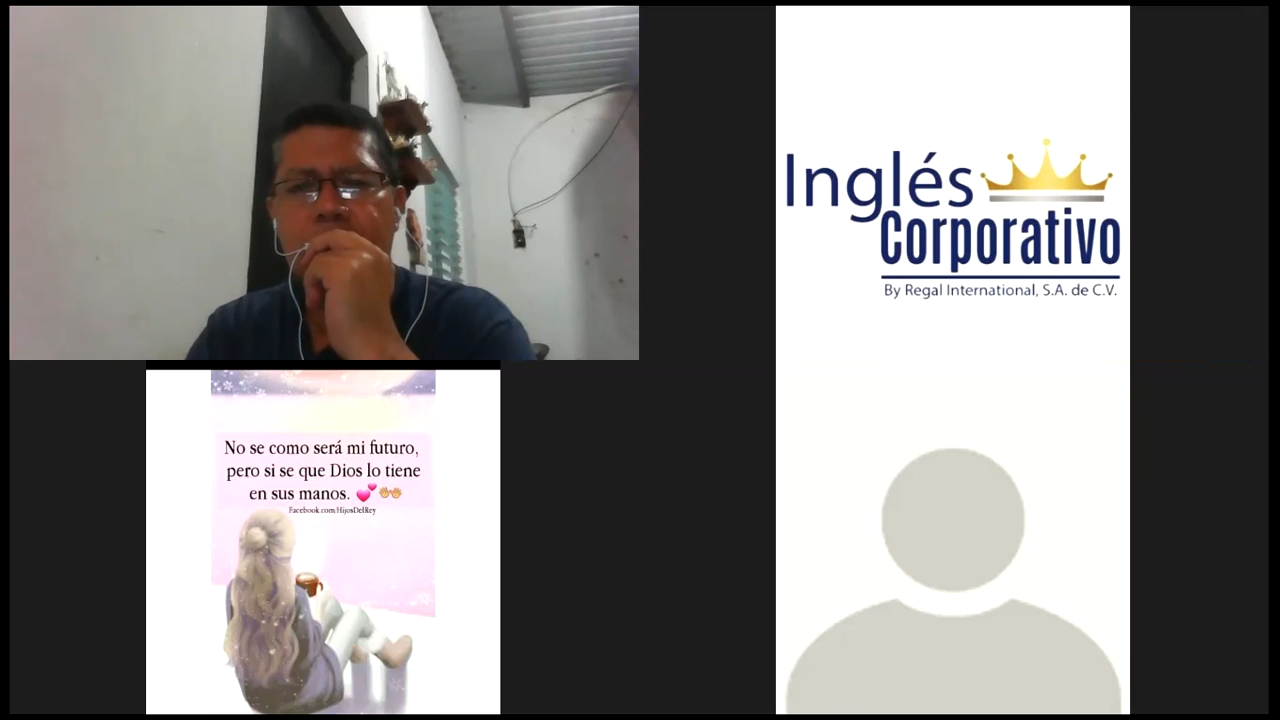 Inglés
Corporativo
By Regal International, S.A. de C.V.
No se como será mi futuro,
pero si se que Dios lo tiene
en sus manos. 💕👐
Facebook.com/HijosDelRey